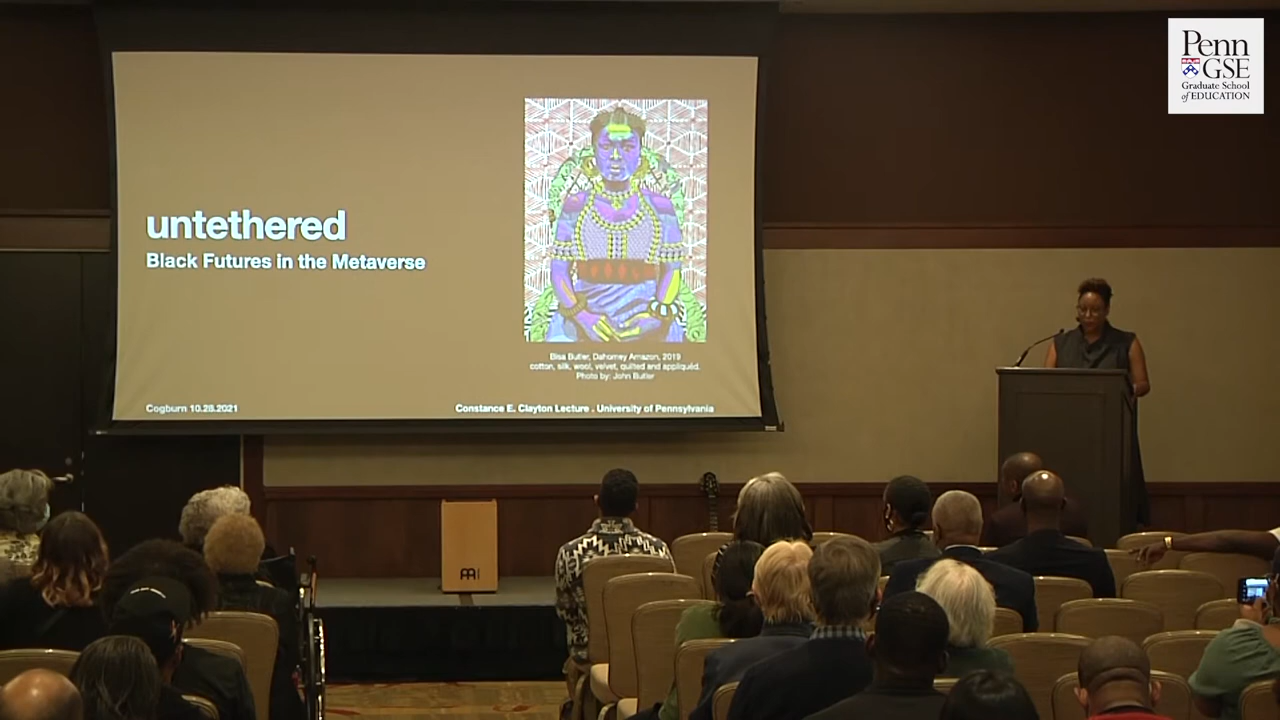 Penn
GSE
Graduate School
of EDUCATION
untethered
Black Futures in the Metaverse
Bisa Butler, Dahomey Amazon, 2019
cotton, silk, wool, velvet, quilted and appliquéd.
Photo by: John Butler
Cogburn 10.28.2021
Constance E. Clayton Lecture . University of Pennsylvania